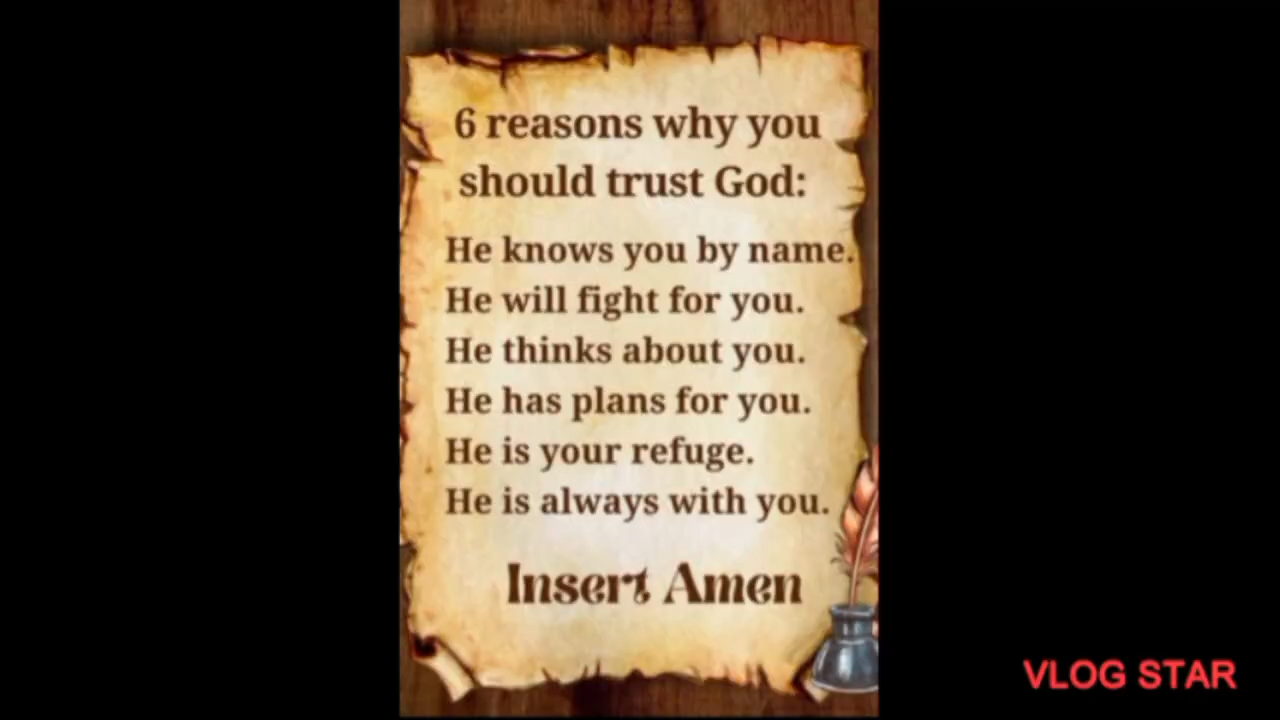 6 reasons why you
should trust God:
He knows you by name.
He will fight for you.
He thinks about you.
He has plans for you.
He is your refuge.
He is always with you.
Insert Amen
VLOG STAR